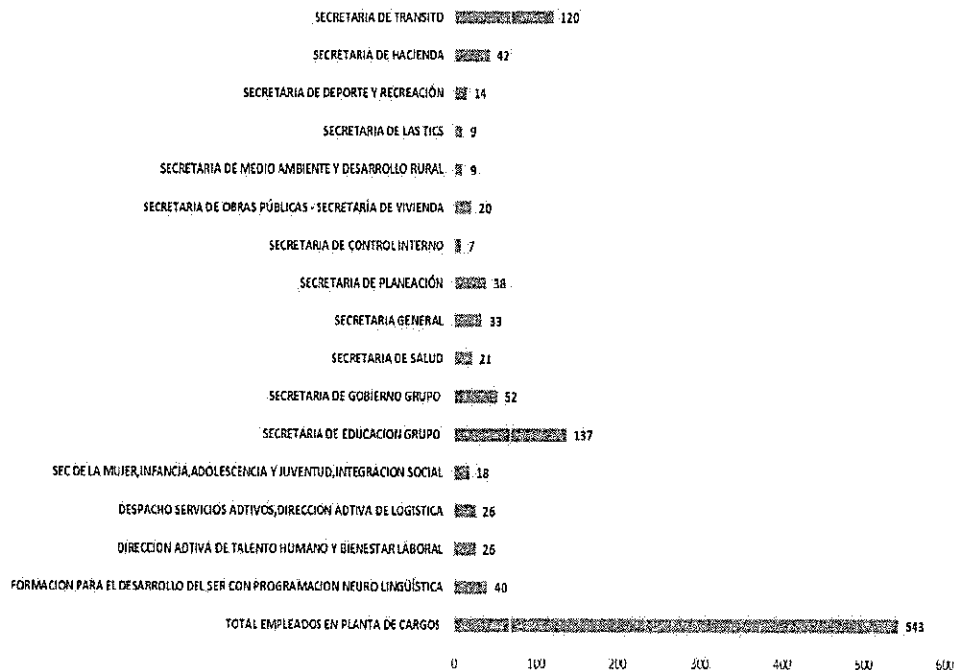 SECRETARIA DE TRANSITO 120
SECRETARIA DE HACIENDA 42
SECRETARIA DE DEPORTE Y RECREACIÓN 14
SECRETARIA DE LAS TICS 9
SECRETARIA DE MEDIO AMBIENTE Y DESARROLLO RURAL 9
SECRETARIA DE OBRAS PÚBLICAS - SECRETARÍA DE VIVIENDA 20
SECRETARIA DE CONTROL INTERNO 7
SECRETARIA DE PLANEACIÓN 38
SECRETARIA GENERAL 33
SECRETARIA DE SALUD 21
SECRETARIA DE GOBIERNO GRUPO 52
SECRETARIA DE EDUCACION GRUPO 137
SEC DE LA MUJER,INFANCIA,ADOLESCENCIA Y JUVENTUD,INTEGRACION SOCIAL 18
DESPACHO SERVICIOS ADTIVOS,DIRECCION ADTIVA DE LOGISTICA 26
DIRECCION ADTIVA DE TALENTO HUMANO Y BIENESTAR LABORAL 26
FORMACION PARA EL DESARROLLO DEL SER CON PROGRAMACION NEURO LINGÜÍSTICA 40
TOTAL EMPLEADOS EN PLANTA DE CARGOS 543
0 100 200 300 400 500 600